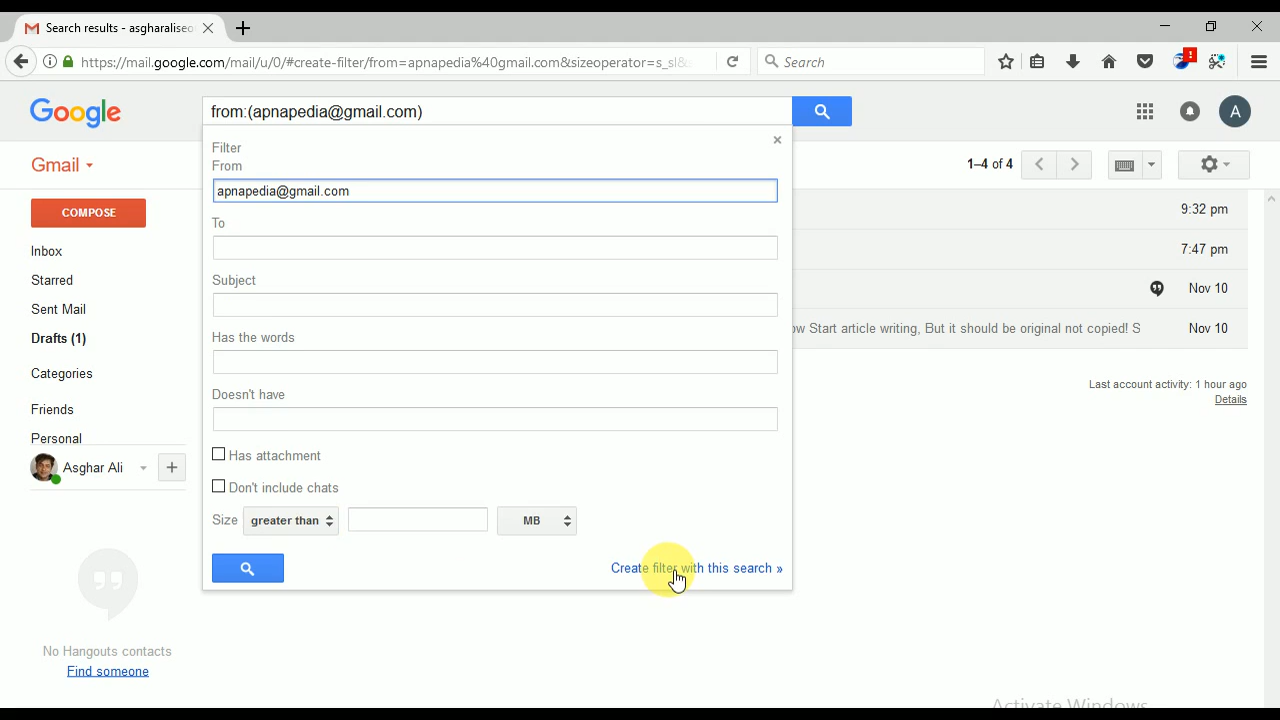 Search results - asgharaliseo
https://mail.google.com/mail/u/0/#create-filter/from=apnapedia%40gmail.com&sizeoperator=s_sl&
Search
1
Google
from:(apnapedia@gmail.com)
A
Gmail
1–4 of 4
COMPOSE
Inbox
Starred
Sent Mail
Drafts (1)
Categories
Friends
Personal
Asghar Ali
No Hangouts contacts
Find someone
Filter
From
apnapedia@gmail.com
To
Subject
Has the words
Doesn't have
Has attachment
Don't include chats
Size greater than MB
Create filter with this search »
9:32 pm
7:47 pm
Nov 10
Start article writing, But it should be original not copied! S Nov 10
Last account activity: 1 hour ago
Details
Activate Windows